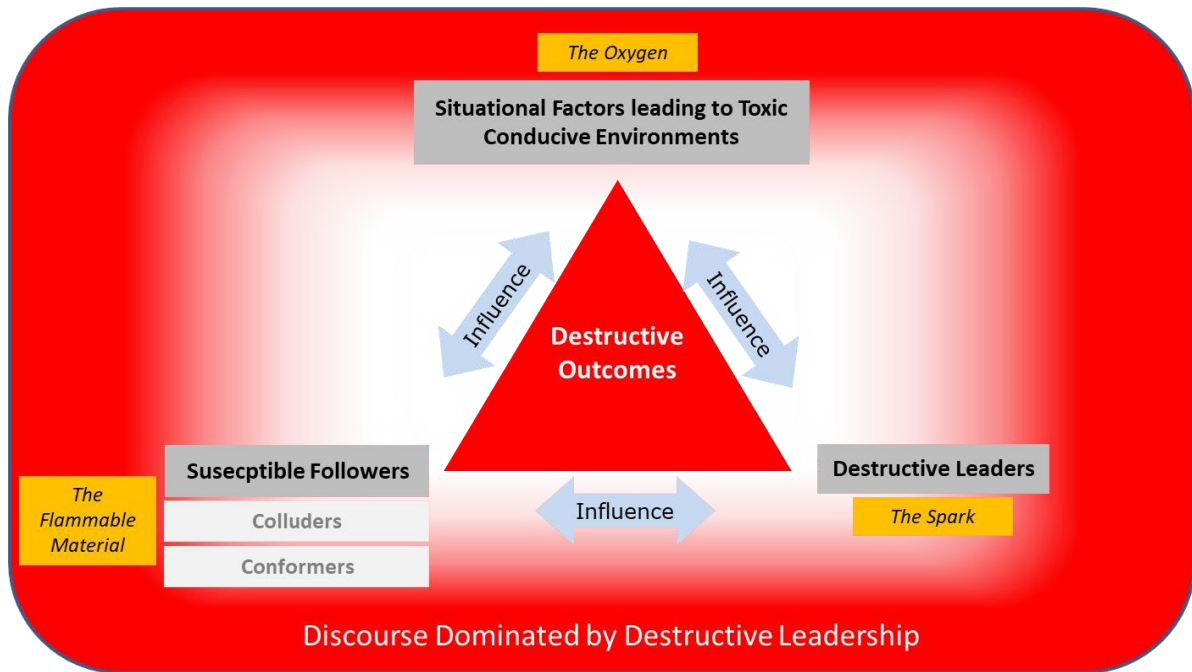 The Oxygen
Situational Factors leading to Toxic
Conducive Environments
Influence
Influence
Destructive
Outcomes
Susecptible Followers
Colluders
Conformers
The
Flammable
Material
Influence
Destructive Leaders
The Spark
Discourse Dominated by Destructive Leadership